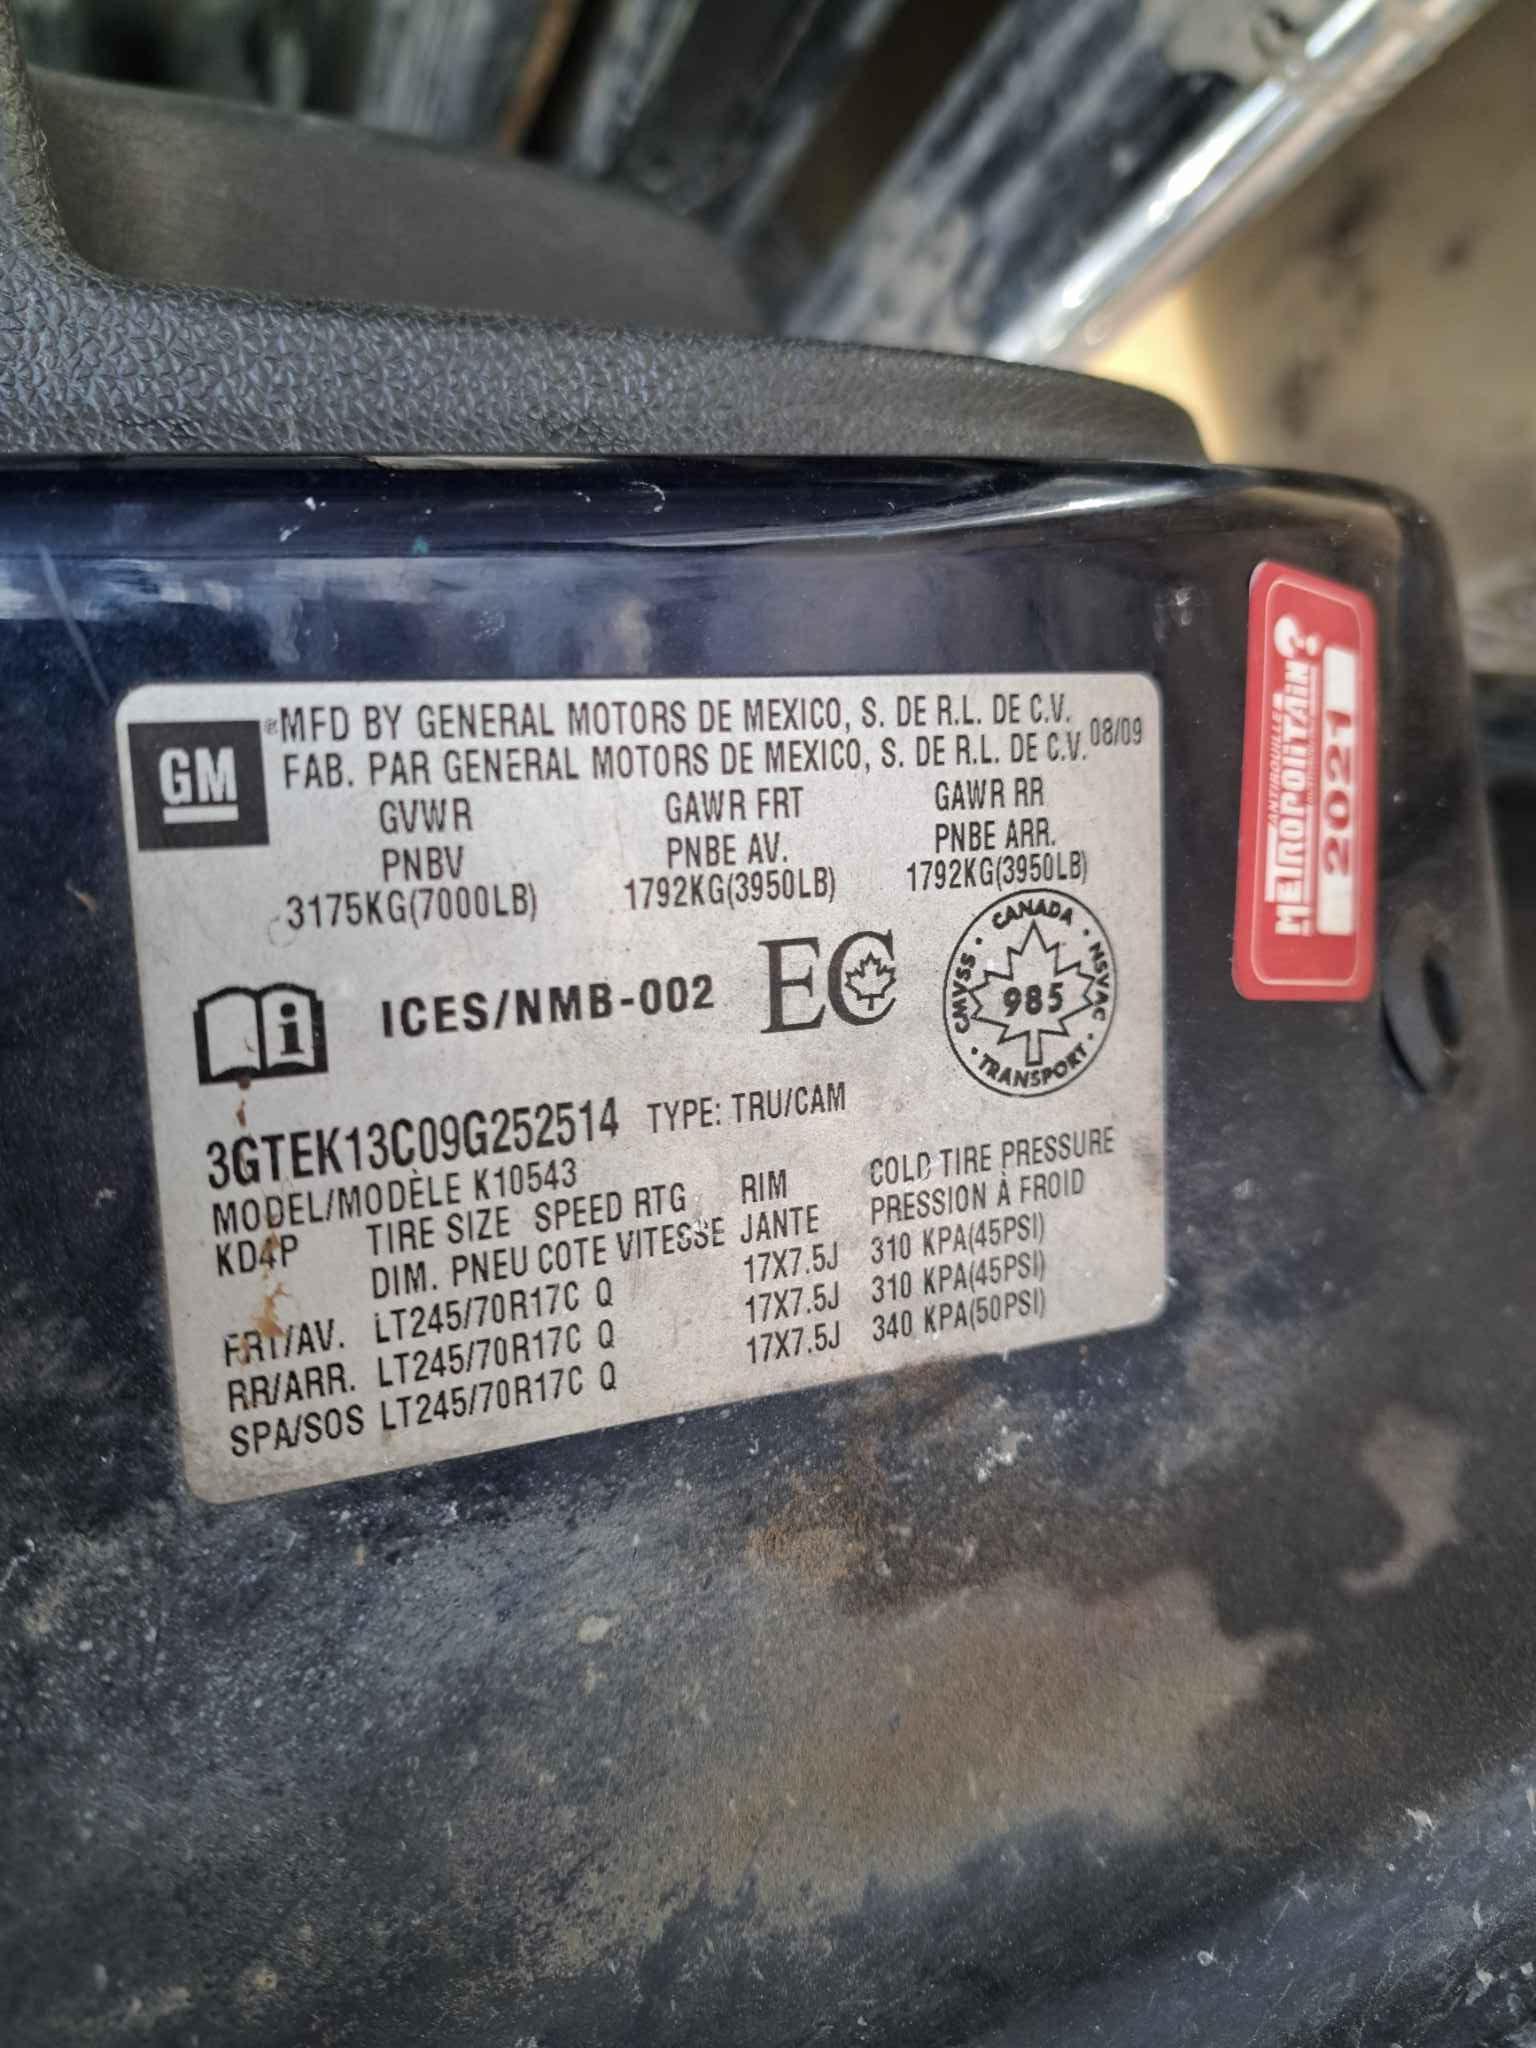 GM
®MFD BY GENERAL MOTORS DE MEXICO, S. DE R.L. DE C.V.
FAB. PAR GENERAL MOTORS DE MEXICO, S. DE R.L. DE C.V. 08/09
GVWR GAWR FRT GAWR RR
PNBV PNBE AV. PNBE ARR.
3175KG(7000LB) 1792KG(3950LB) 1792KG(3950LB)
i ICES/NMB-002 EC
CANADA · NSVAC · TRANSPORT · CMVSS ·
985
3GTEK13C09G252514 TYPE: TRU/CAM
MODEL/MODÈLE K10543
KD4P TIRE SIZE SPEED RTG RIM COLD TIRE PRESSURE
DIM. PNEU COTE VITESSE JANTE PRESSION À FROID
FRT/AV. LT245/70R17C Q 17X7.5J 310 KPA(45PSI)
RR/ARR. LT245/70R17C Q 17X7.5J 310 KPA(45PSI)
SPA/SOS LT245/70R17C Q 17X7.5J 340 KPA(50PSI)
ANTIROUILLE
METROPOLITAIN?
2021